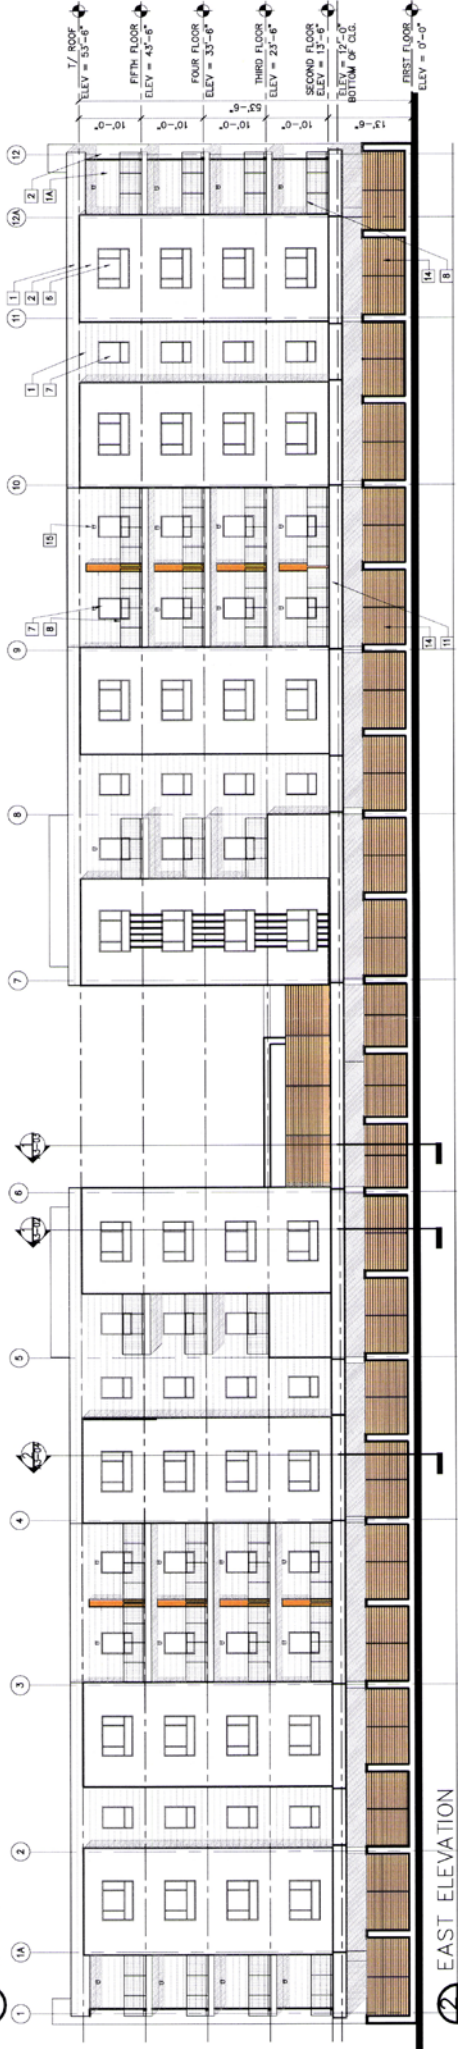 T/ ROOF
ELEV = 53'-6"
FIFTH FLOOR
ELEV = 43'-6"
FOUR FLOOR
ELEV = 33'-6"
THIRD FLOOR
ELEV = 23'-6"
SECOND FLOOR
ELEV = 13'-6"
ELEV = 12'-0"
BOTTOM OF CLG.
FIRST FLOOR
ELEV = 0'-0"
10'-0"
10'-0"
10'-0"
10'-0"
13'-6"
53'-6"
1
1A
2
3
4
5
6
7
8
9
10
11
12A
12
2
1A
1
2
6
1
7
15
7
8
14
8
14
11
2 EAST ELEVATION